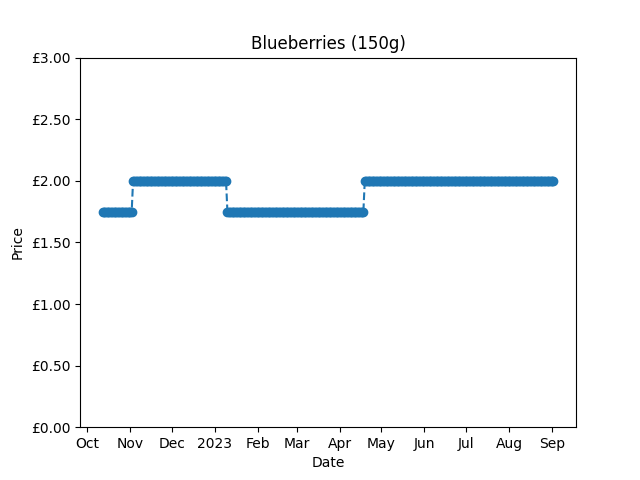 Blueberries (150g)
£3.00
£2.50
£2.00
£1.50
£1.00
£0.50
£0.00
Price
Oct Nov Dec 2023 Feb Mar Apr May Jun Jul Aug Sep
Date